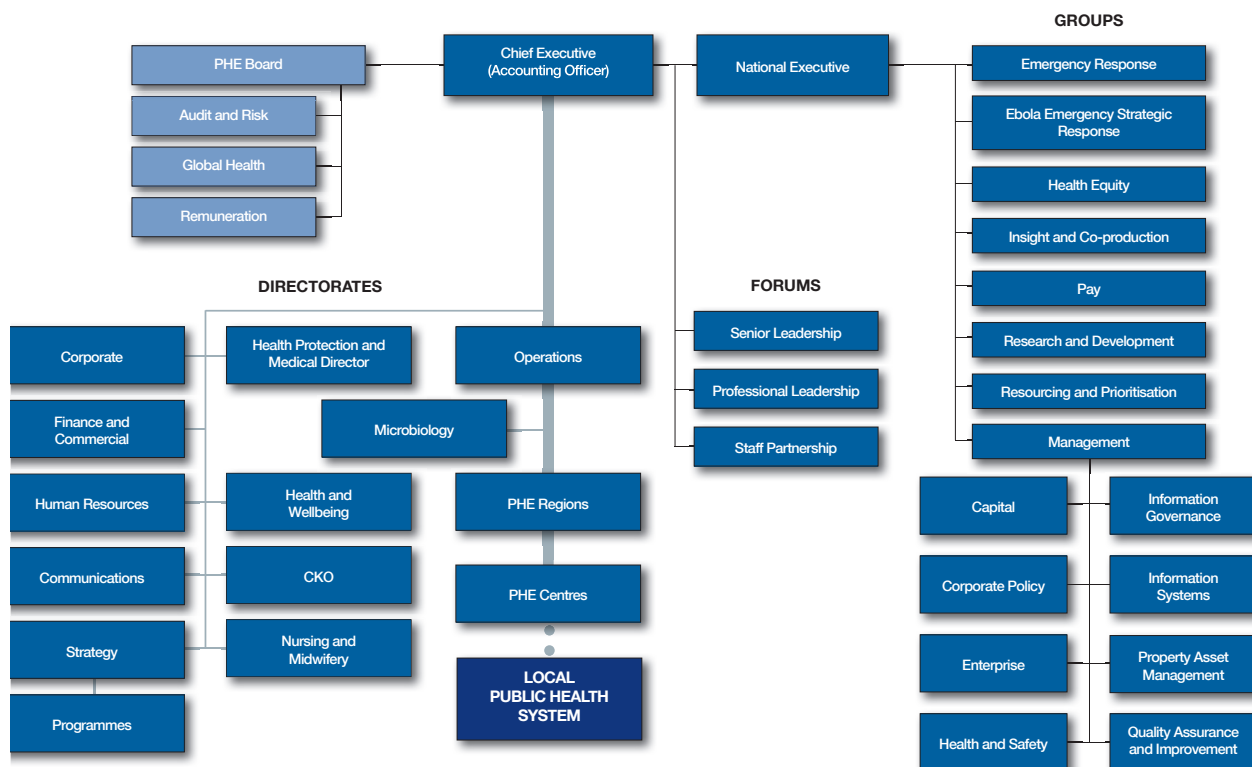 GROUPS
PHE Board
Chief Executive
(Accounting Officer)
National Executive
Emergency Response
Audit and Risk
Ebola Emergency Strategic
Response
Global Health
Health Equity
Remuneration
Insight and Co-production
DIRECTORATES
FORUMS
Pay
Corporate
Health Protection and
Medical Director
Operations
Senior Leadership
Research and Development
Professional Leadership
Resourcing and Prioritisation
Finance and
Commercial
Microbiology
Staff Partnership
Management
Human Resources
Health and
Wellbeing
PHE Regions
Capital
Information
Governance
Communications
CKO
PHE Centres
Corporate Policy
Information
Systems
Strategy
Nursing and
Midwifery
LOCAL
PUBLIC HEALTH
SYSTEM
Enterprise
Property Asset
Management
Programmes
Health and Safety
Quality Assurance
and Improvement